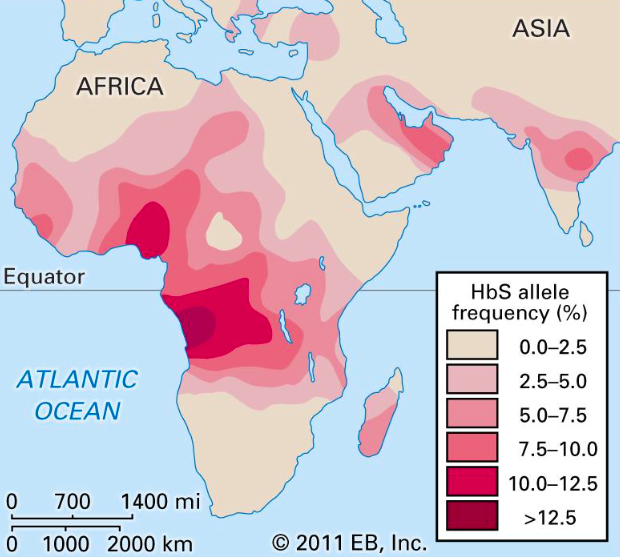 ASIA
AFRICA
Equator
HbS allele
frequency (%)
0.0–2.5
2.5–5.0
5.0–7.5
7.5–10.0
10.0–12.5
>12.5
ATLANTIC
OCEAN
0 700 1400 mi
0 1000 2000 km
© 2011 EB, Inc.